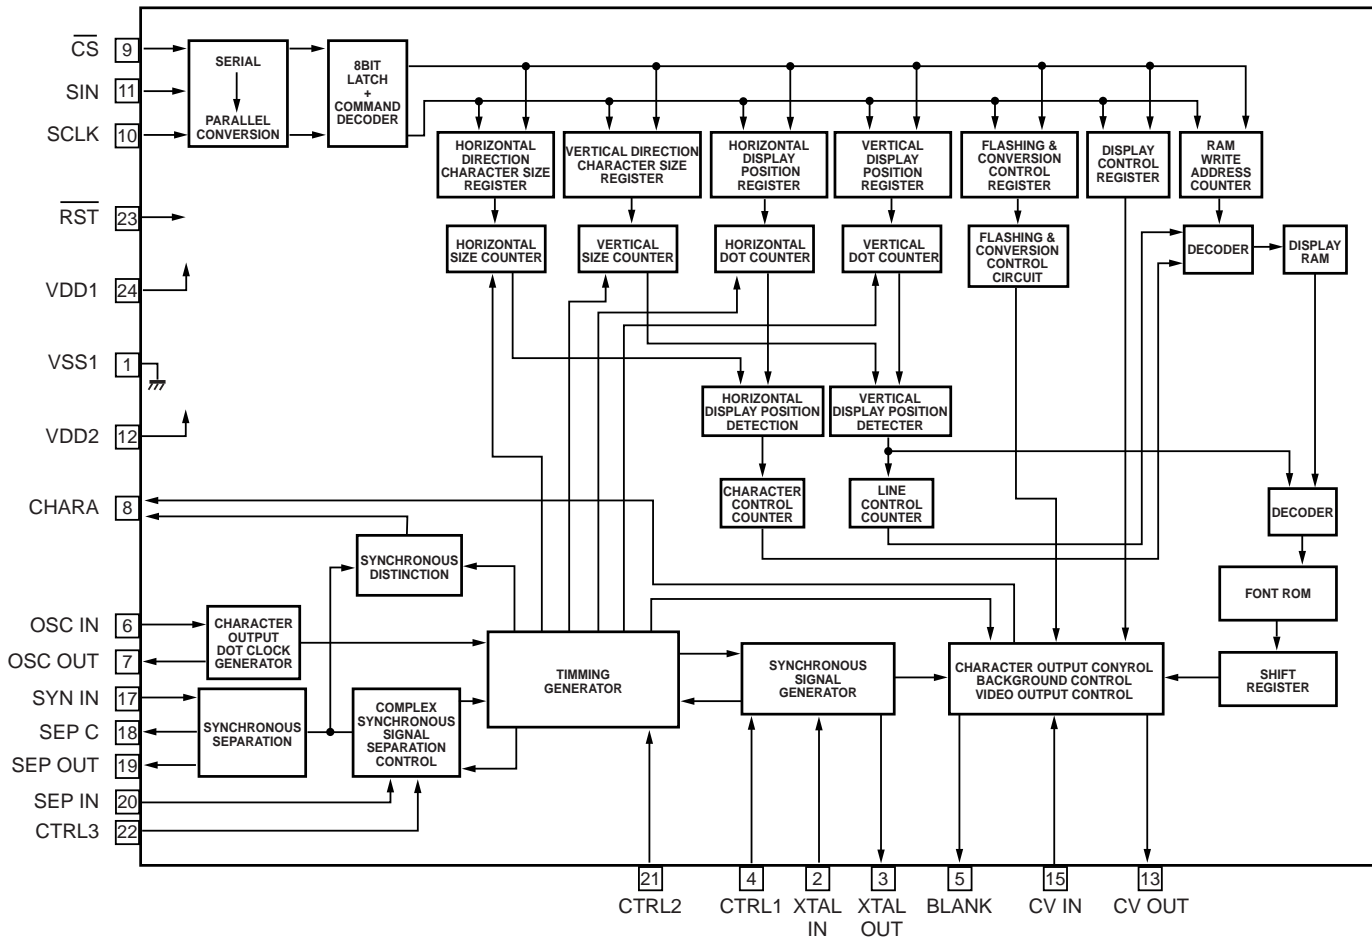 CS
9
SIN
11
SCLK
10
RST
23
VDD1
24
VSS1
1
VDD2
12
CHARA
8
OSC IN
6
OSC OUT
7
SYN IN
17
SEP C
18
SEP OUT
19
SEP IN
20
CTRL3
22
SERIAL
PARALLEL
CONVERSION
8BIT
LATCH
+
COMMAND
DECODER
HORIZONTAL
DIRECTION
CHARACTER SIZE
REGISTER
VERTICAL DIRECTION
CHARACTER SIZE
REGISTER
HORIZONTAL
DISPLAY
POSITION
REGISTER
VERTICAL
DISPLAY
POSITION
REGISTER
FLASHING &
CONVERSION
CONTROL
REGISTER
DISPLAY
CONTROL
REGISTER
RAM
WRITE
ADDRESS
COUNTER
HORIZONTAL
SIZE COUNTER
VERTICAL
SIZE COUNTER
HORIZONTAL
DOT COUNTER
VERTICAL
DOT COUNTER
FLASHING &
CONVERSION
CONTROL
CIRCUIT
DECODER
DISPLAY
RAM
HORIZONTAL
DISPLAY POSITION
DETECTION
VERTICAL
DISPLAY POSITION
DETECTER
CHARACTER
CONTROL
COUNTER
LINE
CONTROL
COUNTER
DECODER
SYNCHRONOUS
DISTINCTION
FONT ROM
CHARACTER
OUTPUT
DOT CLOCK
GENERATOR
TIMMING
GENERATOR
SYNCHRONOUS
SIGNAL
GENERATOR
CHARACTER OUTPUT CONYROL
BACKGROUND CONTROL
VIDEO OUTPUT CONTROL
SHIFT
REGISTER
SYNCHRONOUS
SEPARATION
COMPLEX
SYNCHRONOUS
SIGNAL
SEPARATION
CONTROL
21
CTRL2
4
CTRL1
2
XTAL
IN
3
XTAL
OUT
5
BLANK
15
CV IN
13
CV OUT